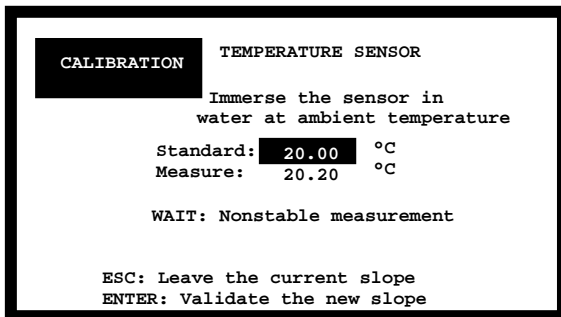 CALIBRATION
TEMPERATURE SENSOR
Immerse the sensor in
water at ambient temperature
Standard: 20.00 °C
Measure: 20.20 °C
WAIT: Nonstable measurement
ESC: Leave the current slope
ENTER: Validate the new slope